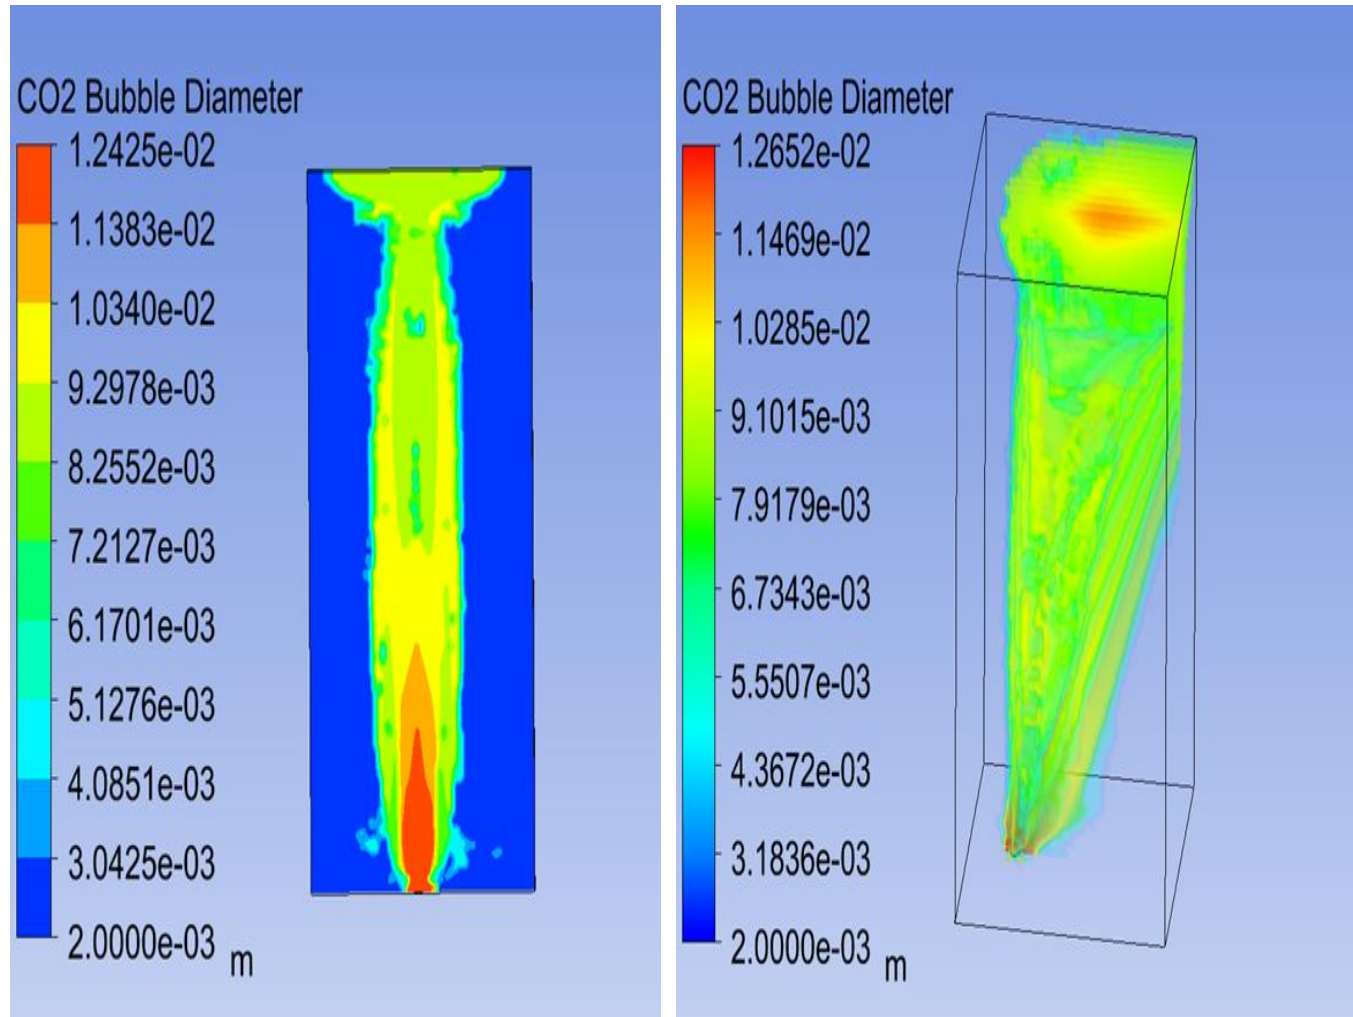 CO2 Bubble Diameter
1.2425e-02
1.1383e-02
1.0340e-02
9.2978e-03
8.2552e-03
7.2127e-03
6.1701e-03
5.1276e-03
4.0851e-03
3.0425e-03
2.0000e-03
m
CO2 Bubble Diameter
1.2652e-02
1.1469e-02
1.0285e-02
9.1015e-03
7.9179e-03
6.7343e-03
5.5507e-03
4.3672e-03
3.1836e-03
2.0000e-03
m